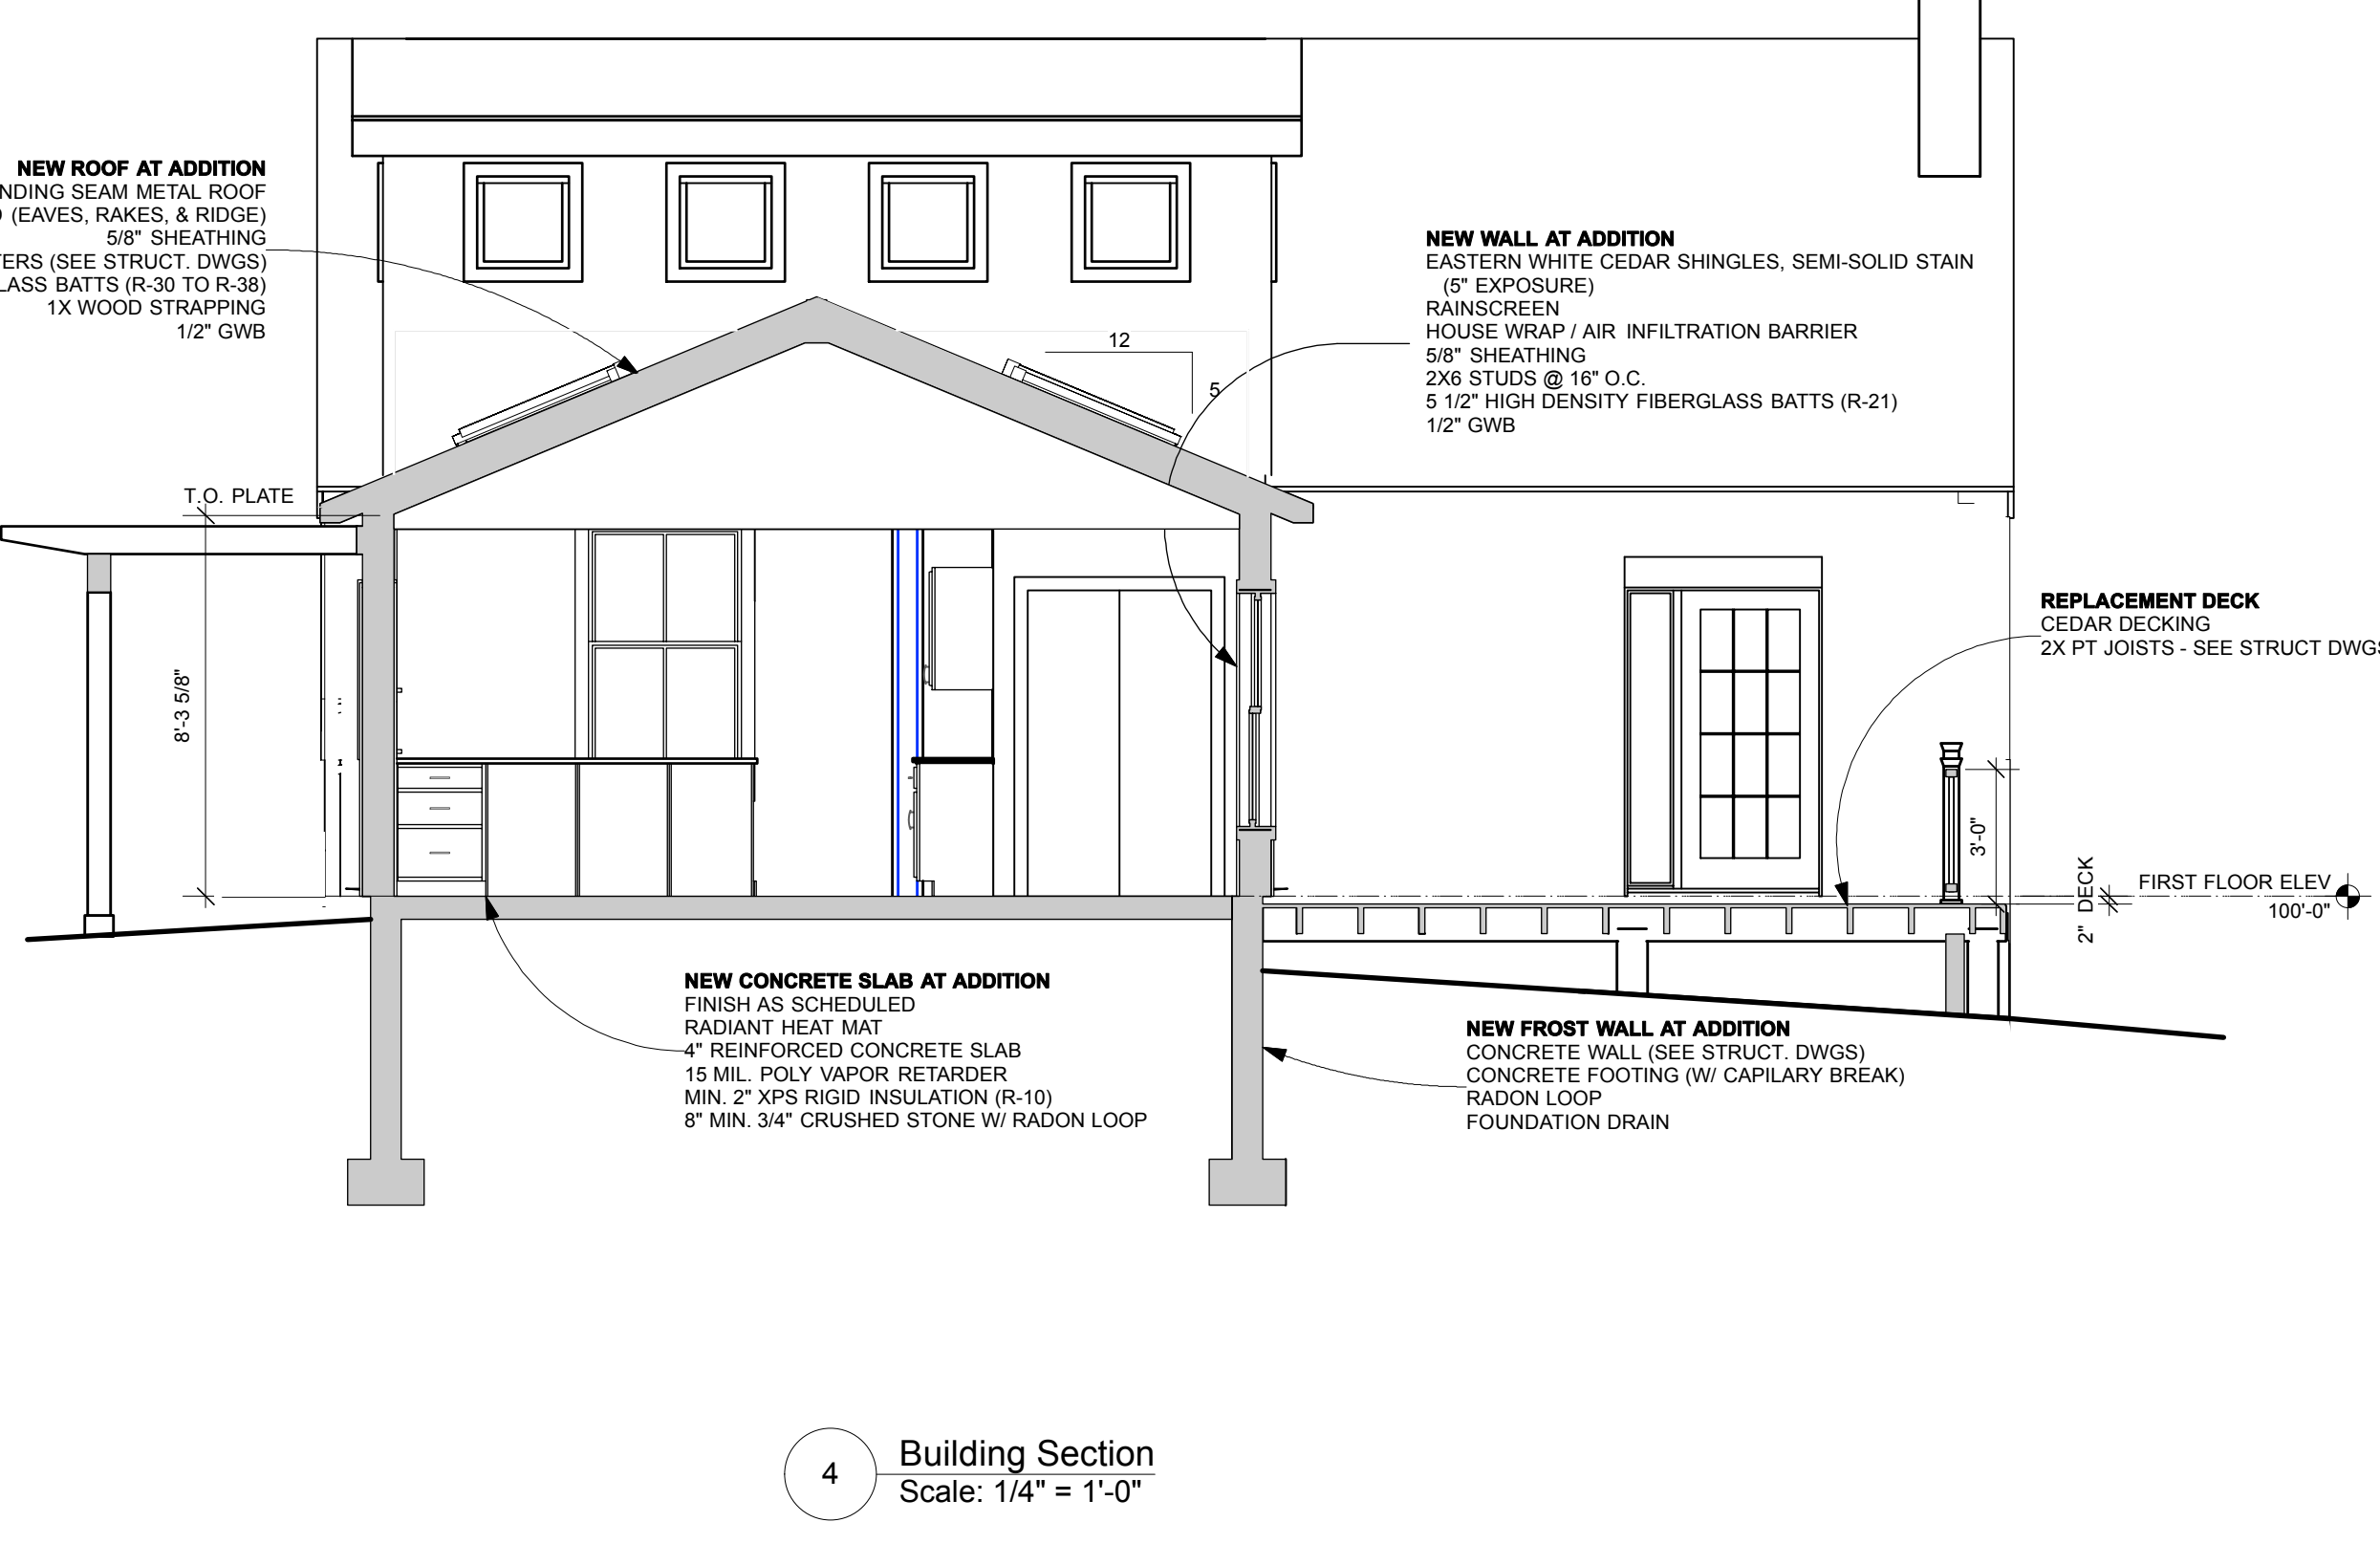 NEW ROOF AT ADDITION
NDING SEAM METAL ROOF
(EAVES, RAKES, & RIDGE)
5/8" SHEATHING
TERS (SEE STRUCT. DWGS)
LASS BATTS (R-30 TO R-38)
1X WOOD STRAPPING
1/2" GWB
NEW WALL AT ADDITION
EASTERN WHITE CEDAR SHINGLES, SEMI-SOLID STAIN
(5" EXPOSURE)
RAINSCREEN
HOUSE WRAP / AIR INFILTRATION BARRIER
5/8" SHEATHING
2X6 STUDS @ 16" O.C.
5 1/2" HIGH DENSITY FIBERGLASS BATTS (R-21)
1/2" GWB
12
5
T.O. PLATE
8'-3 5/8"
REPLACEMENT DECK
CEDAR DECKING
2X PT JOISTS - SEE STRUCT DWGS
3'-0"
2" DECK
FIRST FLOOR ELEV
100'-0"
NEW CONCRETE SLAB AT ADDITION
FINISH AS SCHEDULED
RADIANT HEAT MAT
4" REINFORCED CONCRETE SLAB
15 MIL. POLY VAPOR RETARDER
MIN. 2" XPS RIGID INSULATION (R-10)
8" MIN. 3/4" CRUSHED STONE W/ RADON LOOP
NEW FROST WALL AT ADDITION
CONCRETE WALL (SEE STRUCT. DWGS)
CONCRETE FOOTING (W/ CAPILARY BREAK)
RADON LOOP
FOUNDATION DRAIN
4
Building Section
Scale: 1/4" = 1'-0"